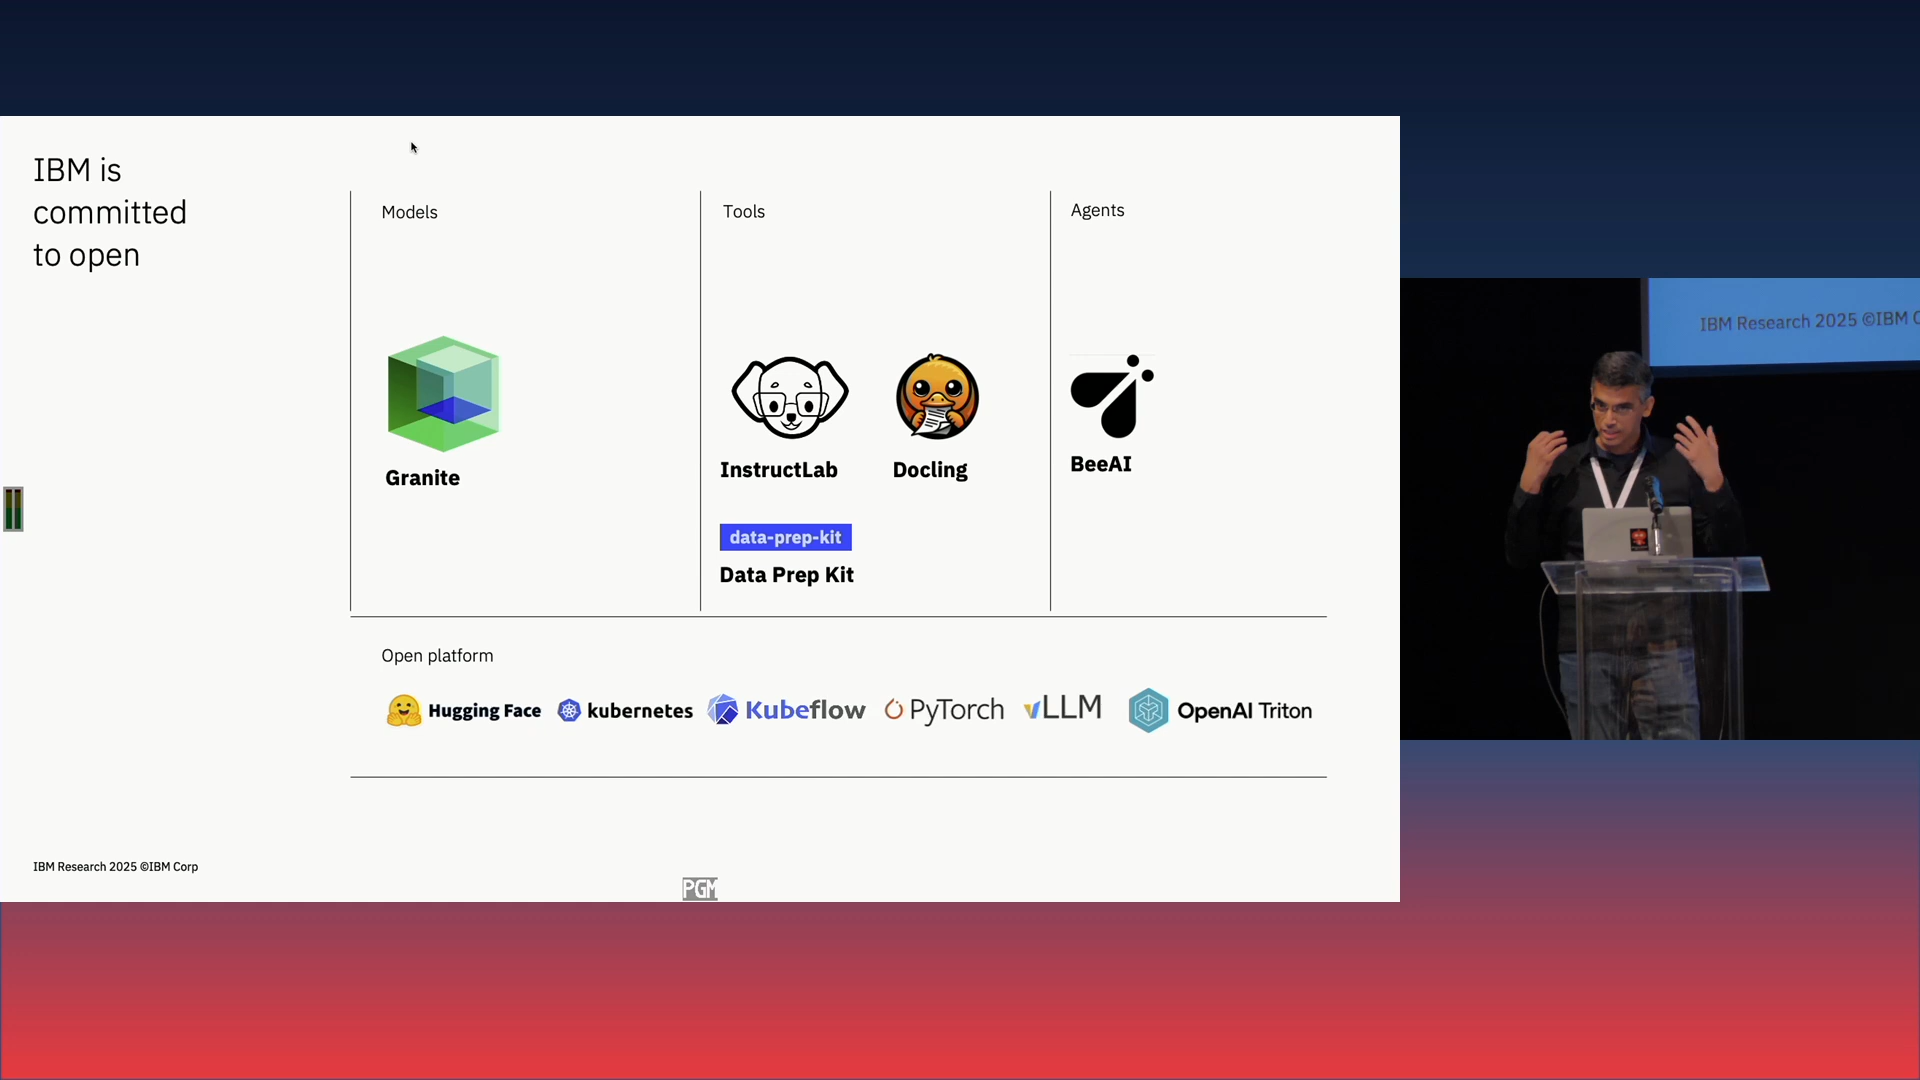 IBM is
committed
to open
Models
Tools
Agents
Granite
InstructLab
Docling
BeeAI
data-prep-kit
Data Prep Kit
Open platform
Hugging Face
kubernetes
Kubeflow
PyTorch
vLLM
OpenAI Triton
IBM Research 2025 ©IBM Corp
PGM
IBM Research 2025 ©IBM C